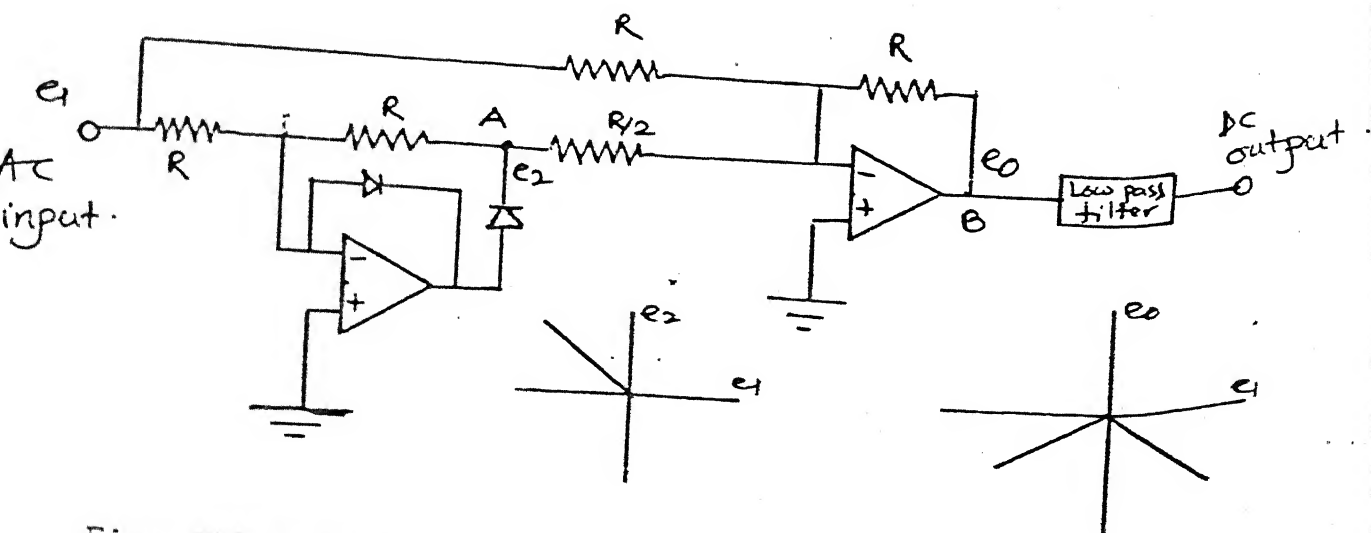 R
R
e1
R
A
R/2
DC
output.
AC
input.
R
i
e2
e0
-
+
B
Low pass
filter
-
+
e2
e1
e0
e1